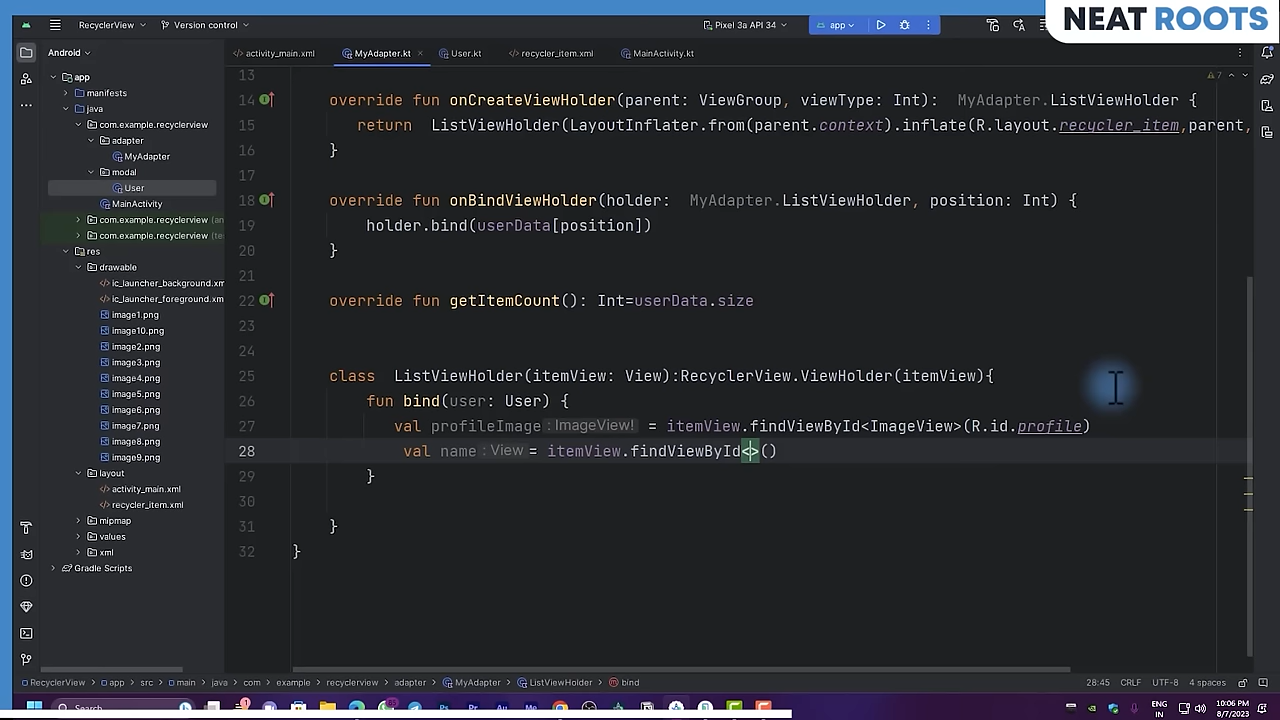 NEAT ROOTS
RecyclerView
Version control
Pixel 3a API 34
app
Android
activity_main.xml
MyAdapter.kt
User.kt
recycler_item.xml
MainActivity.kt
app
manifests
java
com.example.recyclerview
adapter
MyAdapter
modal
User
MainActivity
com.example.recyclerview (an
com.example.recyclerview (te
res
drawable
ic_launcher_background.xm
ic_launcher_foreground.xm
image1.png
image10.png
image2.png
image3.png
image4.png
image5.png
image6.png
image7.png
image8.png
image9.png
layout
activity_main.xml
recycler_item.xml
mipmap
values
xml
Gradle Scripts
7
13
14 override fun onCreateViewHolder(parent: ViewGroup, viewType: Int): MyAdapter.ListViewHolder {
15 return ListViewHolder(LayoutInflater.from(parent.context).inflate(R.layout.recycler_item,parent,
16 }
17
18 override fun onBindViewHolder(holder: MyAdapter.ListViewHolder, position: Int) {
19 holder.bind(userData[position])
20 }
21
22 override fun getItemCount(): Int=userData.size
23
24
25 class ListViewHolder(itemView: View):RecyclerView.ViewHolder(itemView){
26 fun bind(user: User) {
27 val profileImage : ImageView! = itemView.findViewById<ImageView>(R.id.profile)
28 val name : View = itemView.findViewById<>()
29 }
30
31 }
32 }
RecyclerView > app > src > main > java > com > example > recyclerview > adapter > MyAdapter > ListViewHolder > bind
28:45 CRLF UTF-8 4 spaces
Search
ENG
IN
10:06 PM
8/7/2023